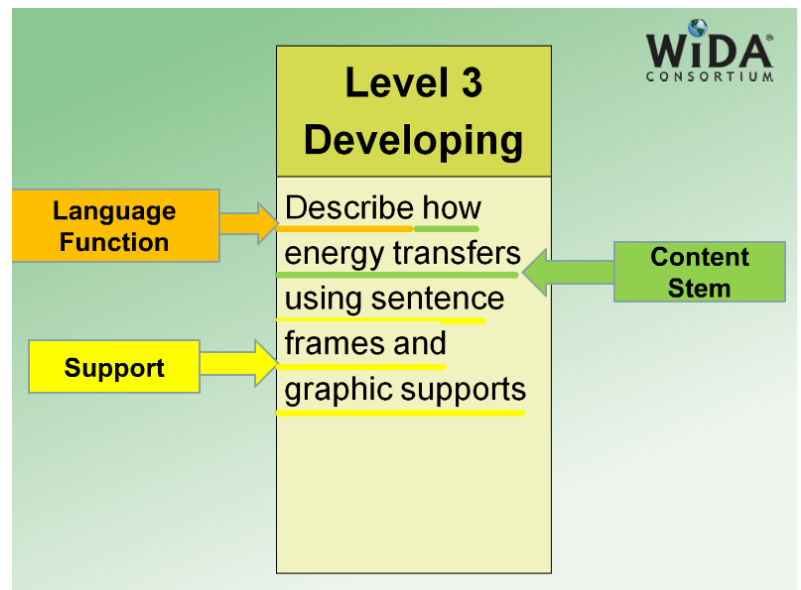 WiDA®
CONSORTIUM
Level 3
Developing
Language
Function
Describe how
energy transfers
using sentence
frames and
graphic supports
Content
Stem
Support